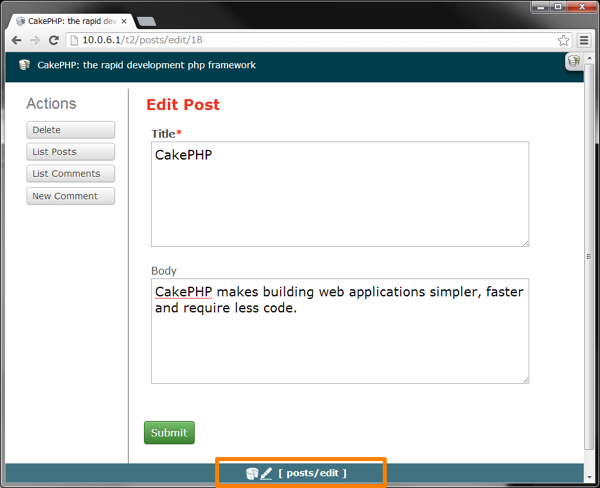 CakePHP: the rapid dev
10.0.6.1/t2/posts/edit/18
CakePHP: the rapid development php framework
Actions
Delete
List Posts
List Comments
New Comment
Edit Post
Title*
CakePHP
Body
CakePHP makes building web applications simpler, faster
and require less code.
Submit
[ posts/edit ]